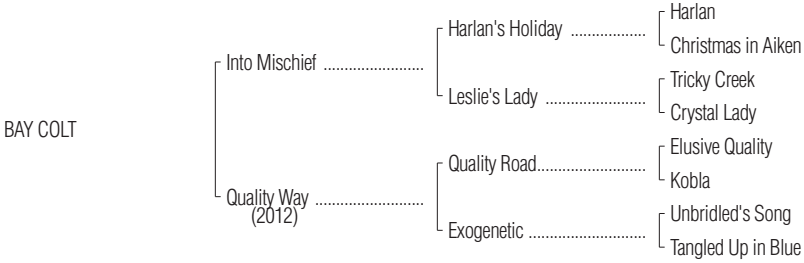 Harlan
Harlan's Holiday ..................
Christmas in Aiken
Into Mischief ........................
Tricky Creek
Leslie's Lady ........................
Crystal Lady
BAY COLT
Elusive Quality
Quality Road..........................
Kobla
Quality Way ..........................
(2012)
Unbridled's Song
Exogenetic ............................
Tangled Up in Blue